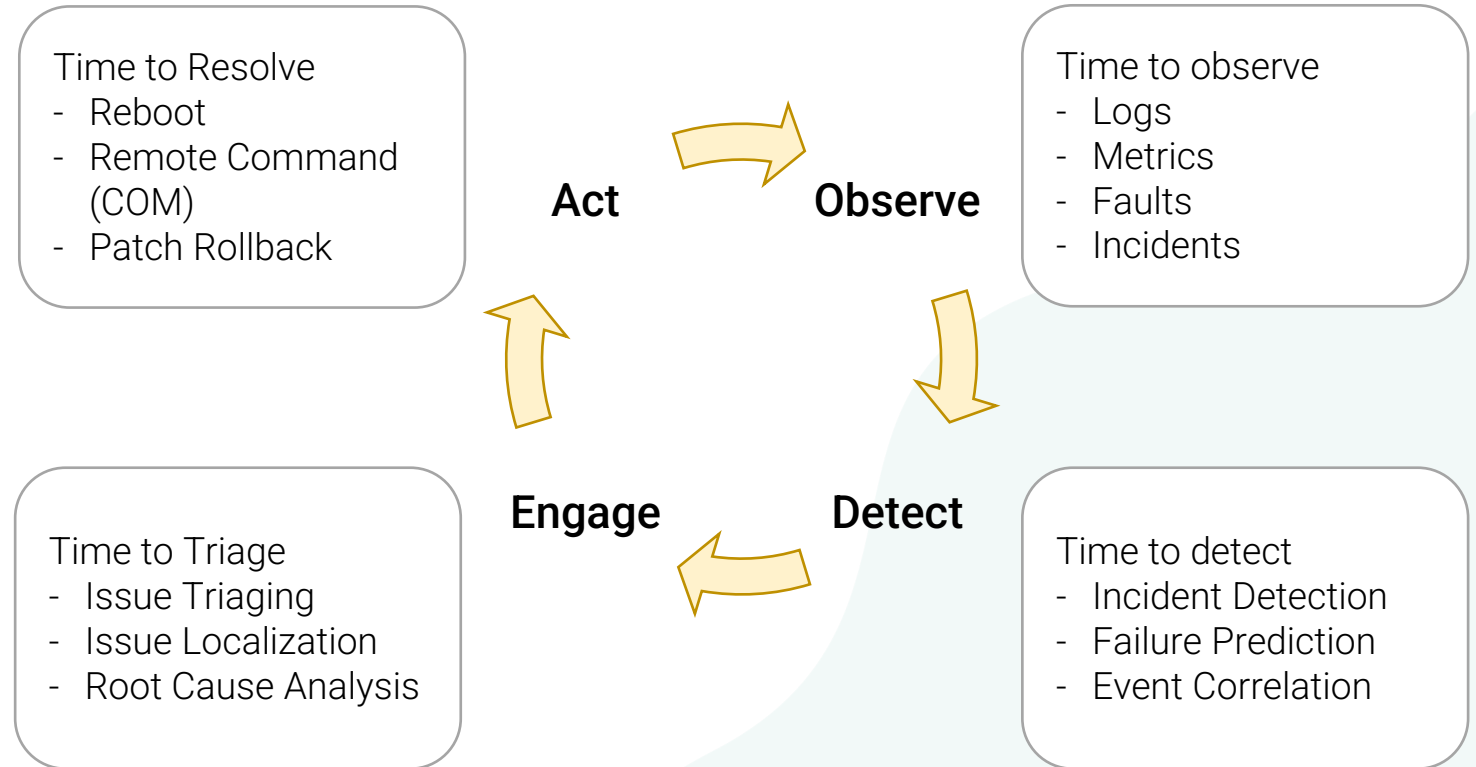 Time to Resolve
- Reboot
- Remote Command
(COM)
- Patch Rollback
Act
Observe
Time to observe
- Logs
- Metrics
- Faults
- Incidents
Time to Triage
- Issue Triaging
- Issue Localization
- Root Cause Analysis
Engage
Detect
Time to detect
- Incident Detection
- Failure Prediction
- Event Correlation